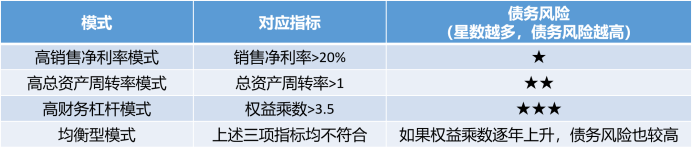 模式 对应指标 债务风险
（星数越多，债务风险越高）
高销售净利率模式 销售净利率>20% ★
高总资产周转率模式 总资产周转率>1 ★★
高财务杠杆模式 权益乘数>3.5 ★★★
均衡型模式 上述三项指标均不符合 如果权益乘数逐年上升，债务风险也较高